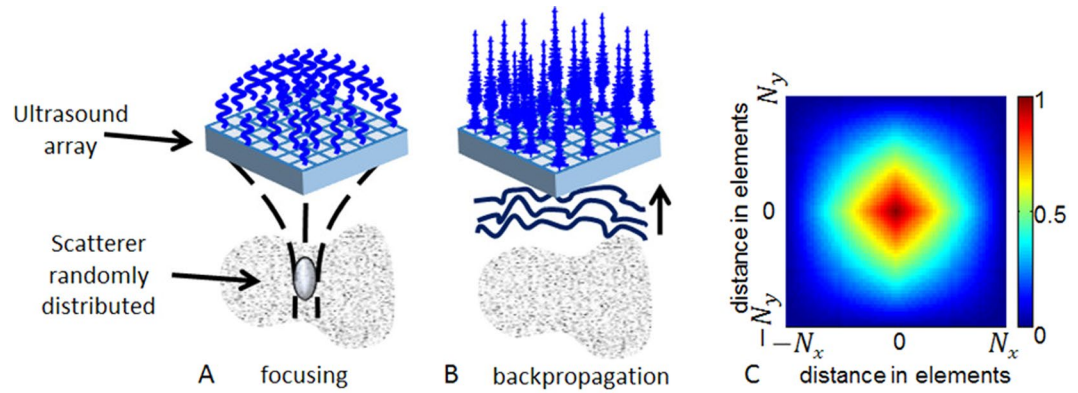 Ultrasound
array
Scatterer
randomly
distributed
A focusing
B backpropagation
distance in elements
N_y
0
−N_y
−N_x 0 N_x
1
0.5
0
C distance in elements